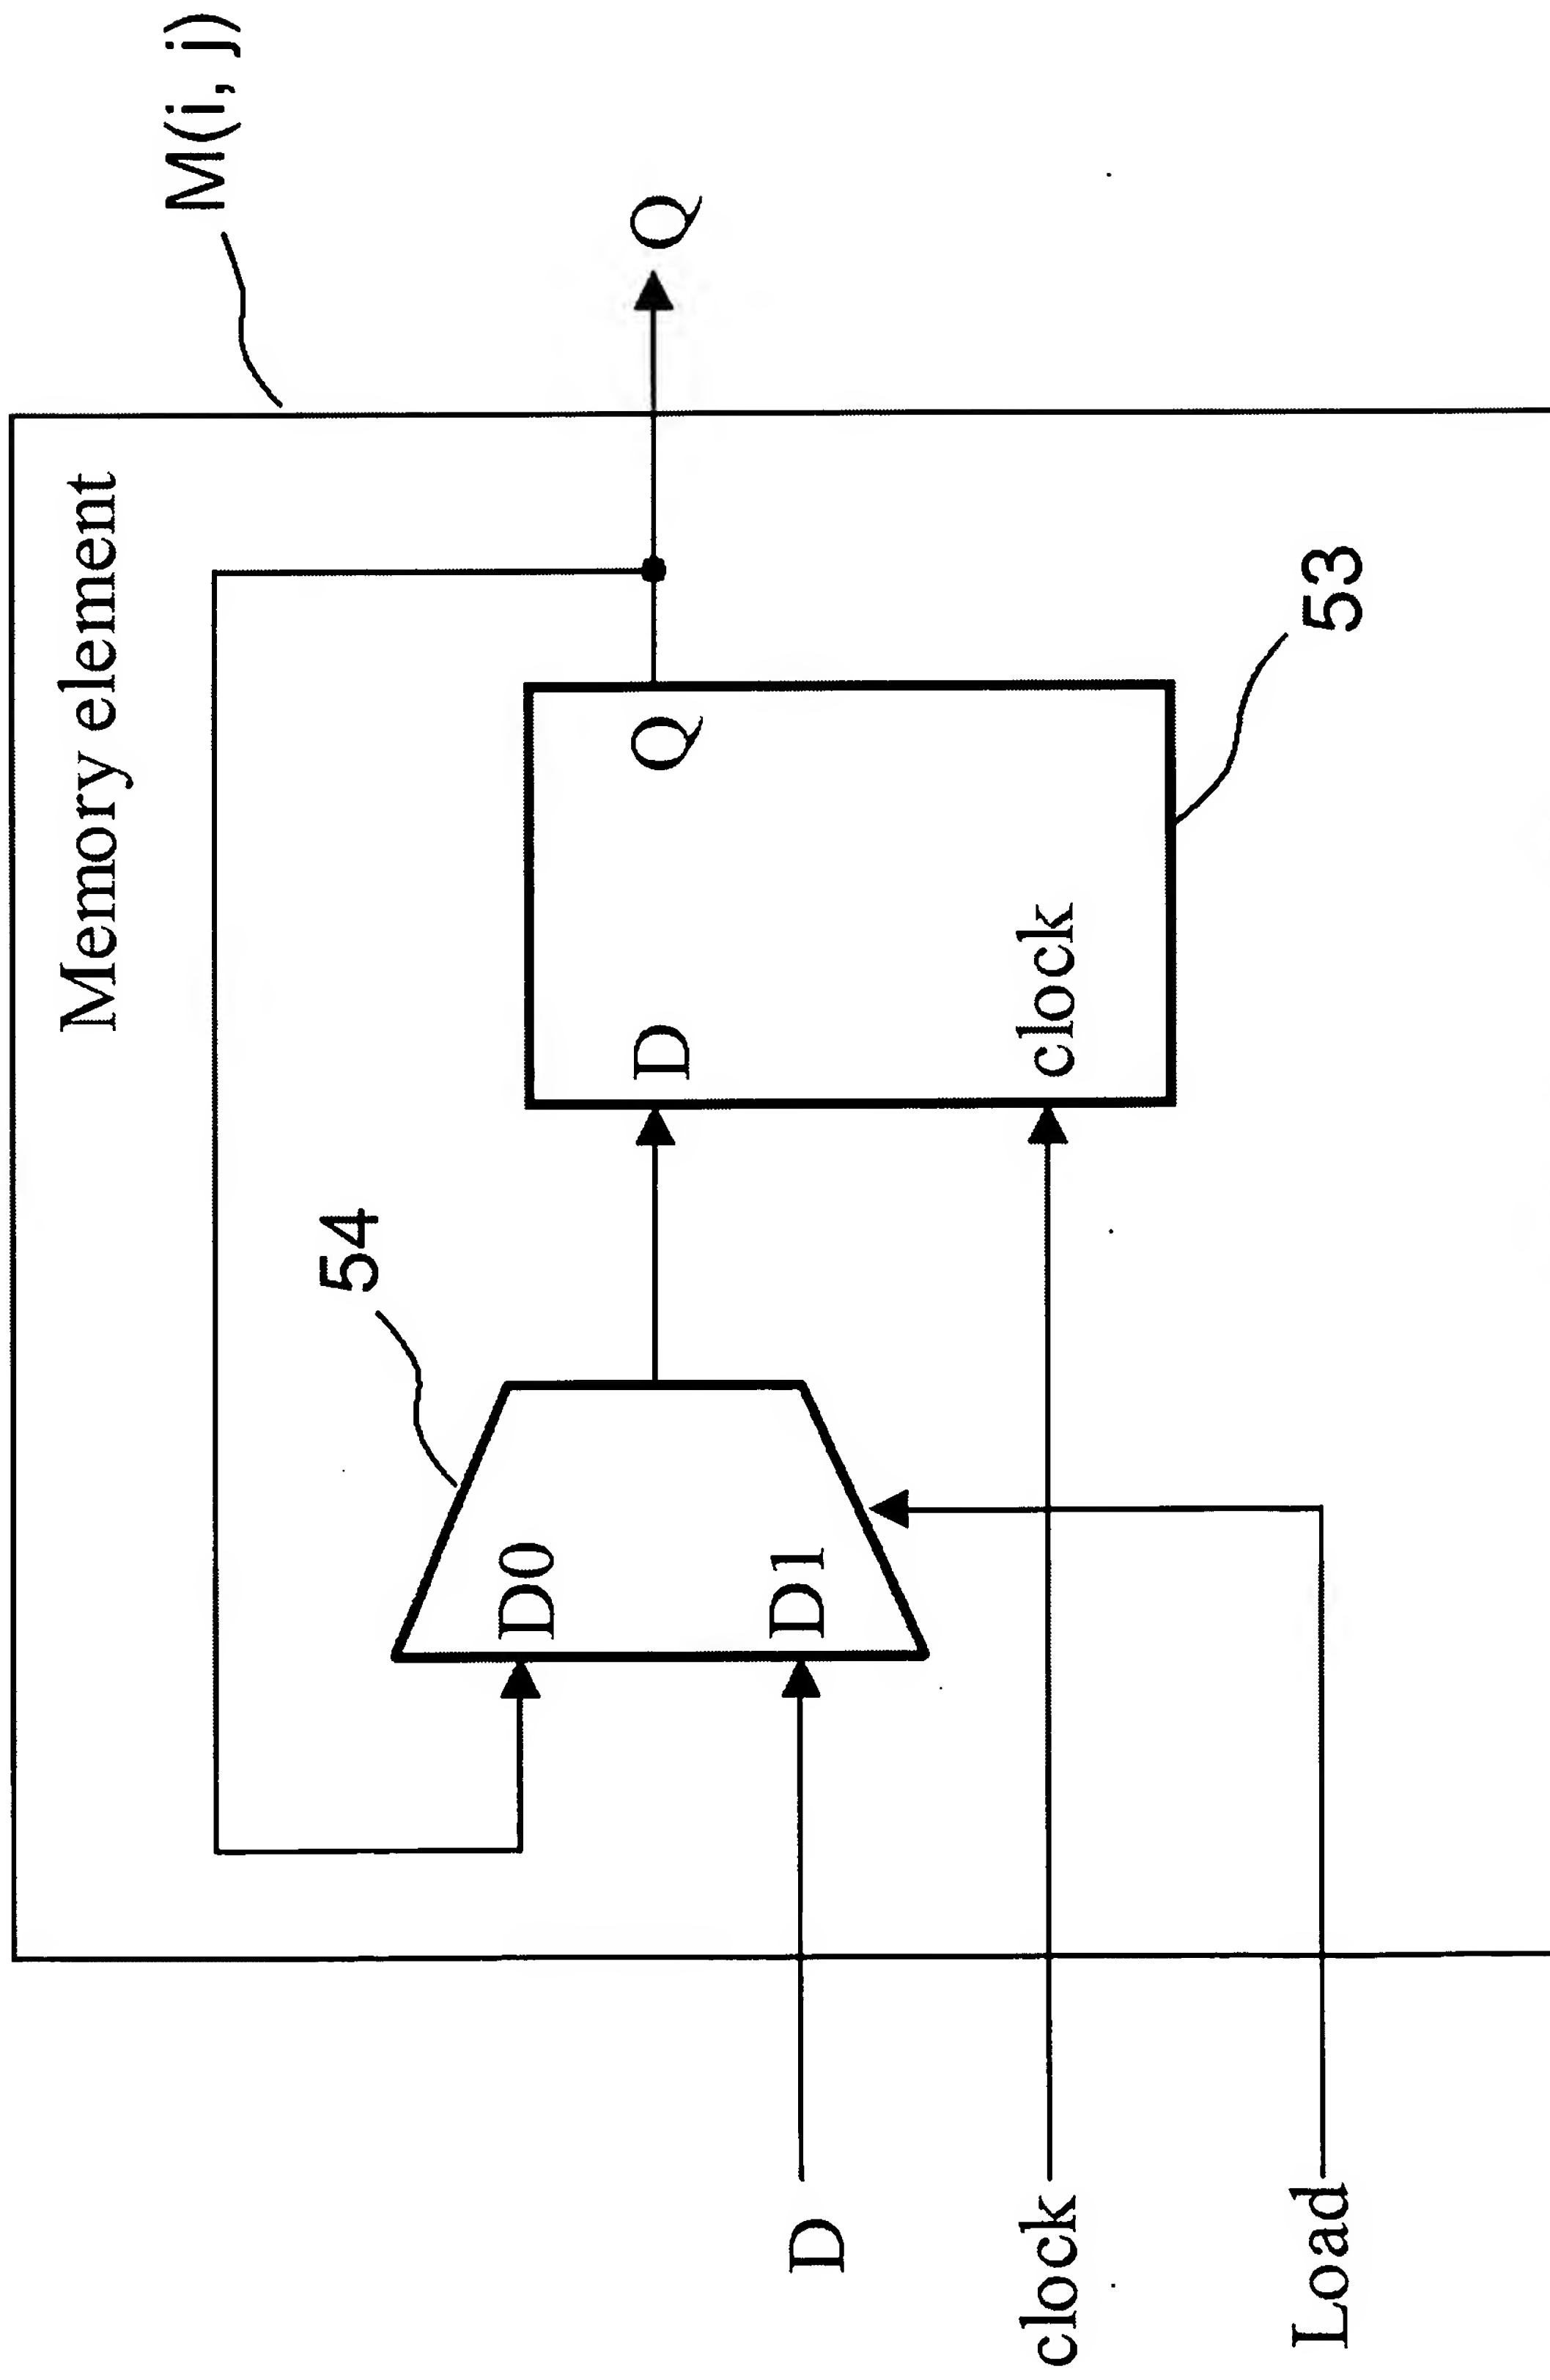 Memory element
M(i, j)
54
D0
D1
D
Q
clock
53
Q
D
clock
Load